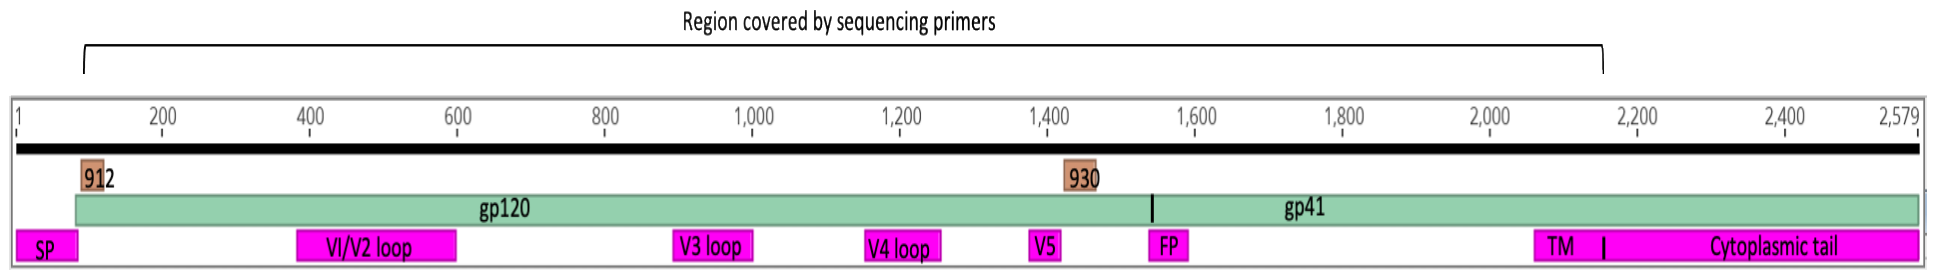 Region covered by sequencing primers
1 200 400 600 800 1,000 1,200 1,400 1,600 1,800 2,000 2,200 2,400 2,579
912 930
gp120 gp41
SP VI/V2 loop V3 loop V4 loop V5 FP TM Cytoplasmic tail